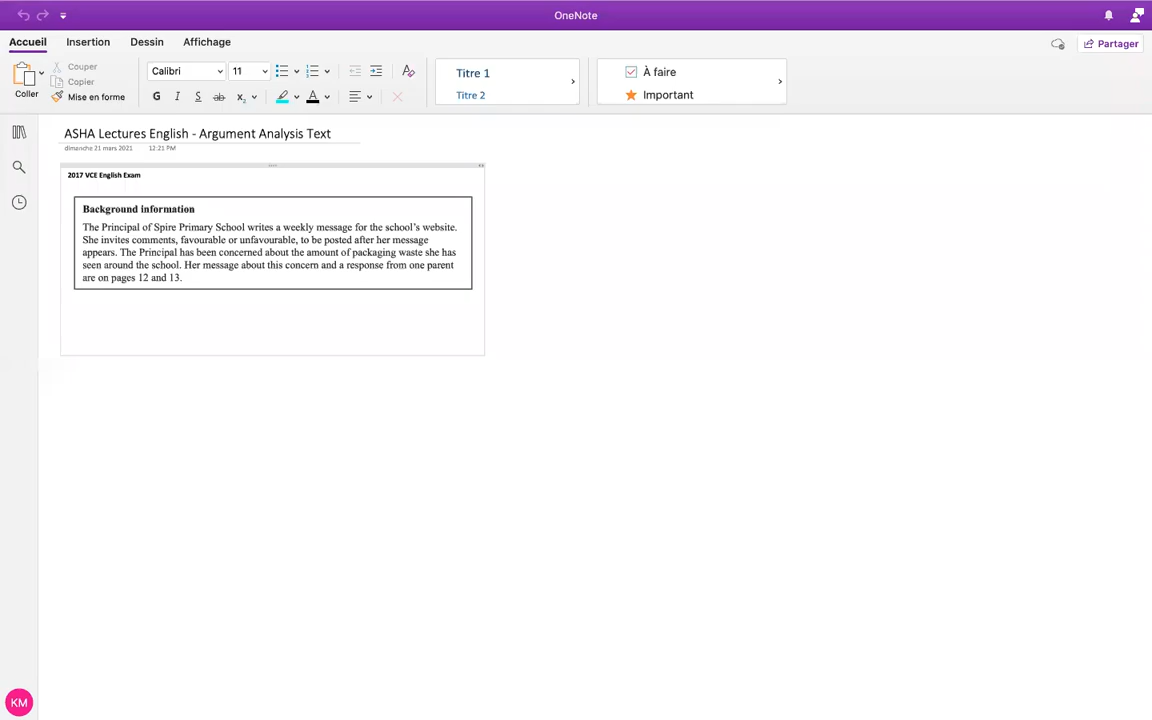 OneNote
Accueil Insertion Dessin Affichage Partager
Coller
Couper
Copier
Mise en forme
Calibri 11
G I S ab x₂ A
Titre 1
Titre 2
À faire
Important
ASHA Lectures English - Argument Analysis Text
dimanche 21 mars 2021 12:21 PM
2017 VCE English Exam
Background information
The Principal of Spire Primary School writes a weekly message for the school's website.
She invites comments, favourable or unfavourable, to be posted after her message
appears. The Principal has been concerned about the amount of packaging waste she has
seen around the school. Her message about this concern and a response from one parent
are on pages 12 and 13.
KM